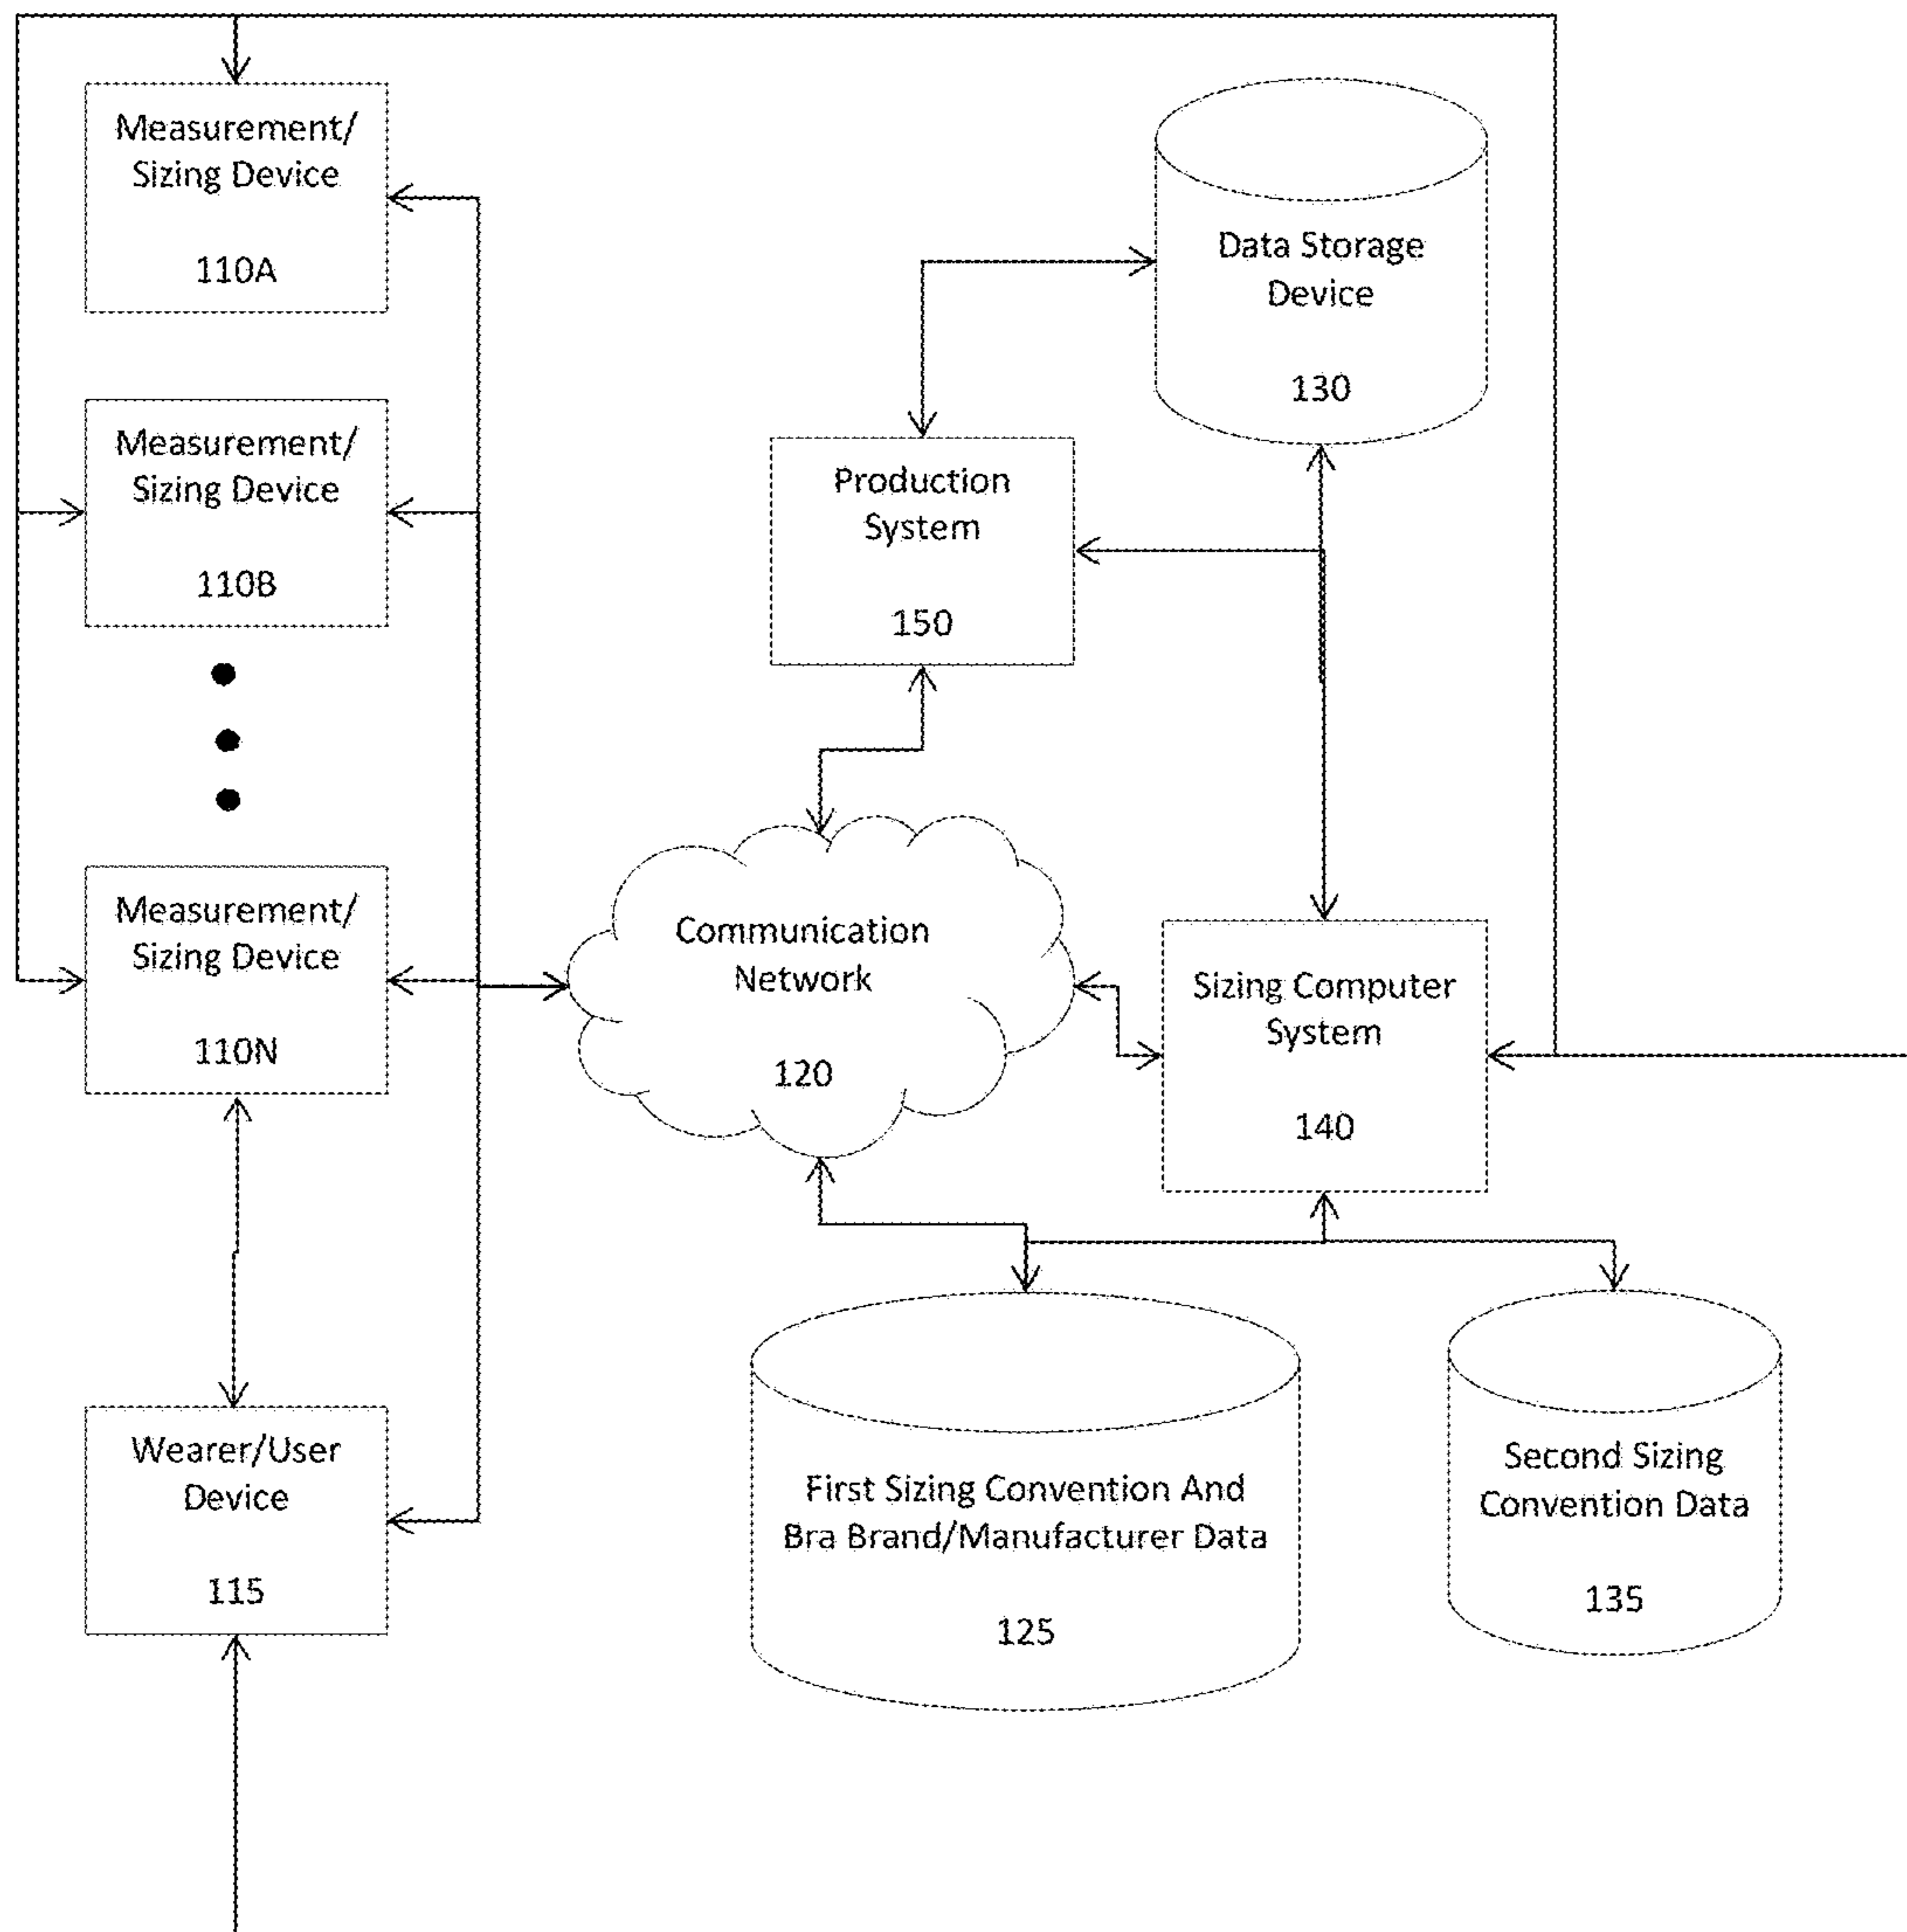 Measurement/
Sizing Device
110A
Measurement/
Sizing Device
110B
Measurement/
Sizing Device
110N
Wearer/User
Device
115
Data Storage
Device
130
Production
System
150
Communication
Network
120
Sizing Computer
System
140
First Sizing Convention And
Bra Brand/Manufacturer Data
125
Second Sizing
Convention Data
135